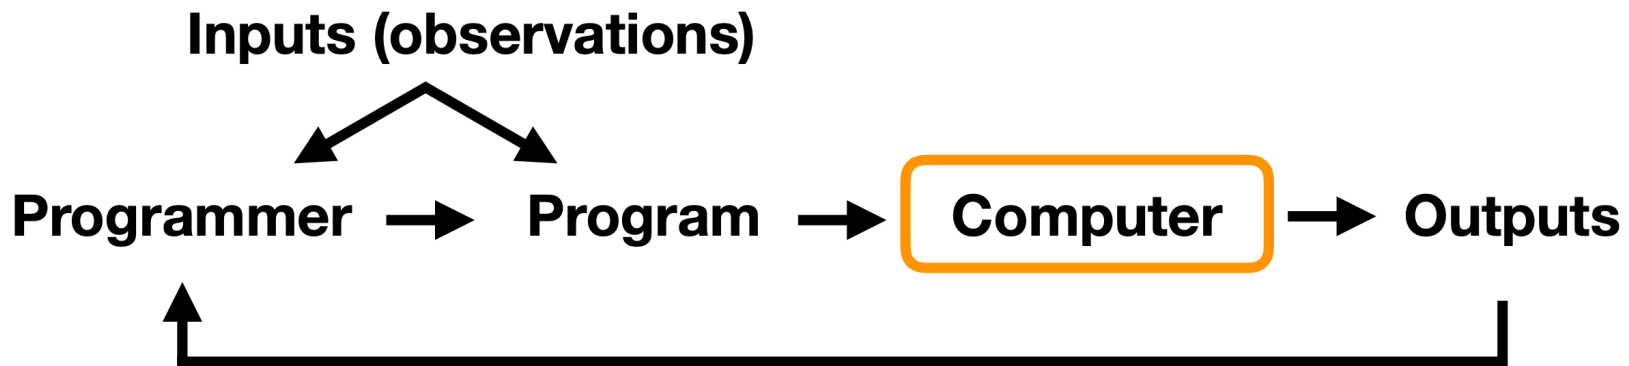 Inputs (observations)
Programmer
Program
Computer
Outputs